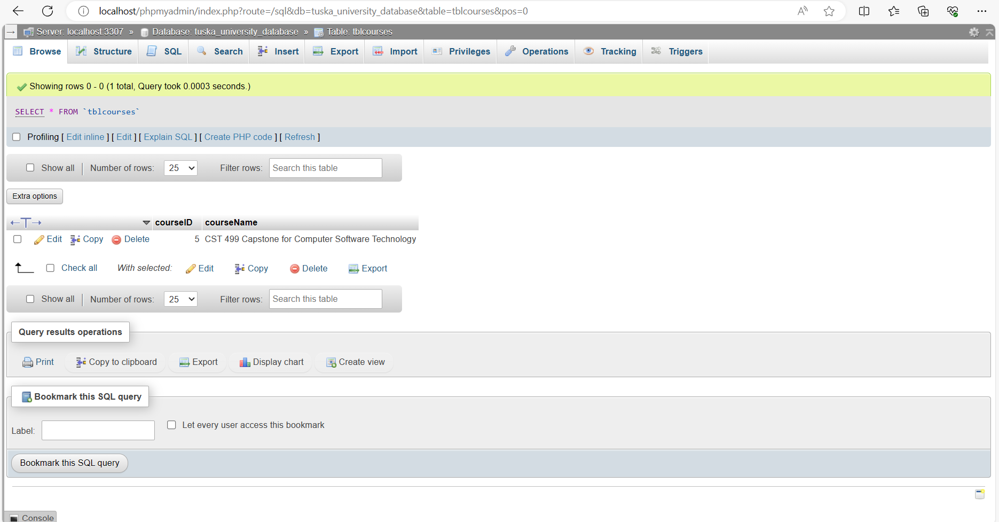 localhost/phpmyadmin/index.php?route=/sql&db=tuska_university_database&table=tblcourses&pos=0
Server: localhost:3307 » Database: tuska_university_database » Table: tblcourses
Browse Structure SQL Search Insert Export Import Privileges Operations Tracking Triggers
Showing rows 0 - 0 (1 total, Query took 0.0003 seconds.)
SELECT * FROM `tblcourses`
Profiling [ Edit inline ] [ Edit ] [ Explain SQL ] [ Create PHP code ] [ Refresh ]
Show all Number of rows: 25 Filter rows: Search this table
Extra options
←T→ courseID courseName
Edit Copy Delete 5 CST 499 Capstone for Computer Software Technology
Check all With selected: Edit Copy Delete Export
Show all Number of rows: 25 Filter rows: Search this table
Query results operations
Print Copy to clipboard Export Display chart Create view
Bookmark this SQL query
Label: Let every user access this bookmark
Bookmark this SQL query
Console